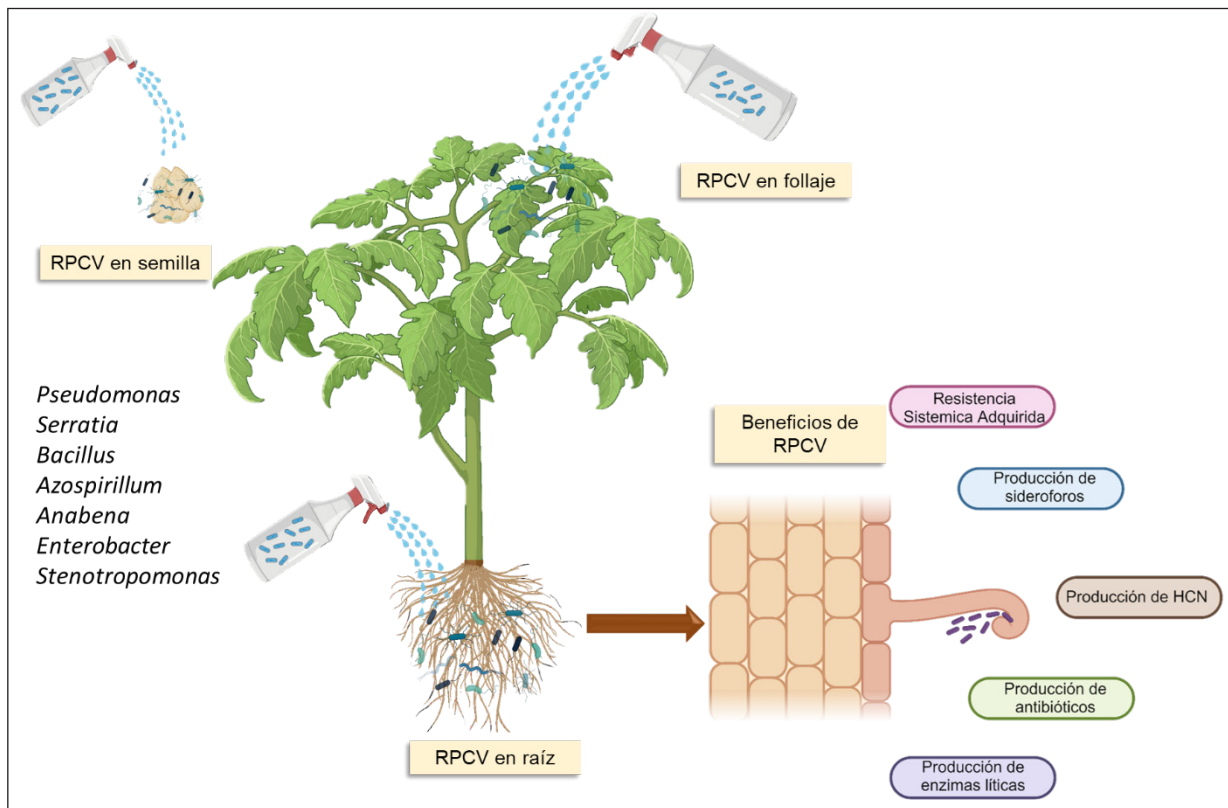 RPCV en semilla
RPCV en follaje
Pseudomonas
Serratia
Bacillus
Azospirillum
Anabena
Enterobacter
Stenotropomonas
RPCV en raíz
Beneficios de
RPCV
Resistencia
Sistemica Adquirida
Producción de
sideroforos
Producción de HCN
Producción de
antibióticos
Producción de
enzimas líticas